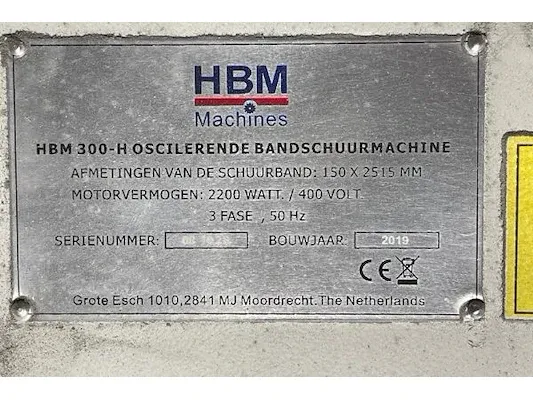 HBM
Machines
HBM 300-H OSCILERENDE BANDSCHUURMACHINE
AFMETINGEN VAN DE SCHUURBAND: 150 X 2515 MM
MOTORVERMOGEN: 2200 WATT. / 400 VOLT.
3 FASE , 50 Hz
SERIENUMMER: BOUWJAAR: 2019
CE
Grote Esch 1010,2841 MJ Moordrecht.The Netherlands